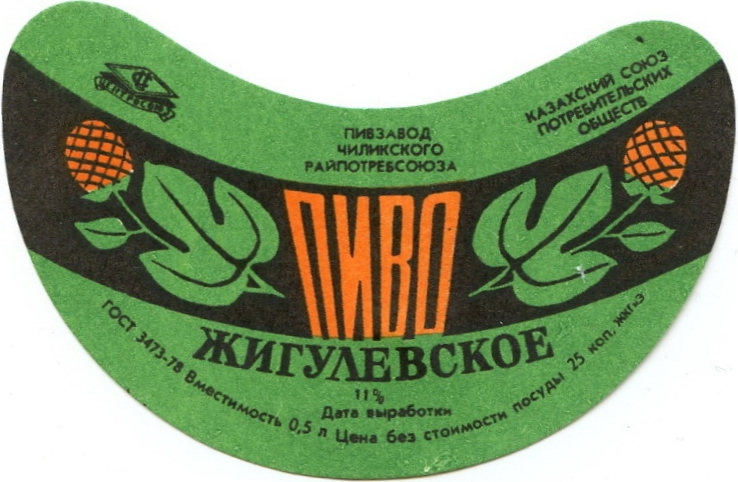 ЦЕНТРОСОЮЗ
КАЗАХСКИЙ СОЮЗ
ПОТРЕБИТЕЛЬСКИХ
ОБЩЕСТВ
ПИВЗАВОД
ЧИЛИКСКОГО
РАЙПОТРЕБСОЮЗА
ПИВО
ЖИГУЛЕВСКОЕ
11%
Дата выработки
ГОСТ 3473-78 Вместимость 0,5 л Цена без стоимости посуды 25 коп.